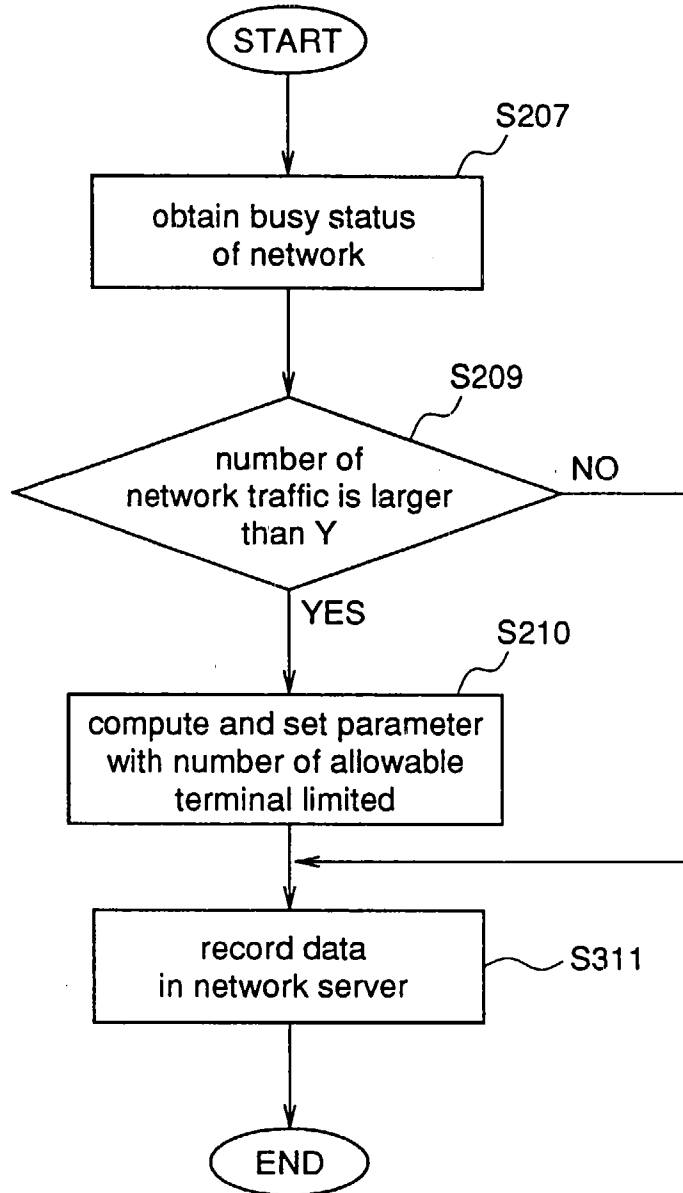 START
S207
obtain busy status
of network
S209
number of
network traffic is larger
than Y
NO
YES
S210
compute and set parameter
with number of allowable
terminal limited
record data
in network server
S311
END